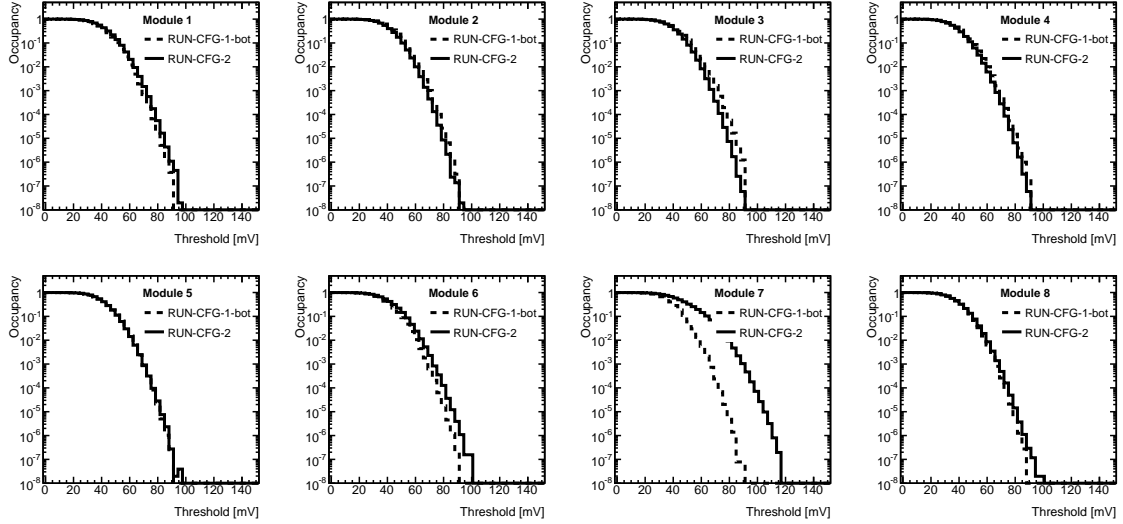 Occupancy
Module 1
RUN-CFG-1-bot
RUN-CFG-2
1
10-1
10-2
10-3
10-4
10-5
10-6
10-7
10-8
0 20 40 60 80 100 120 140
Threshold [mV]
Occupancy
Module 2
RUN-CFG-1-bot
RUN-CFG-2
1
10-1
10-2
10-3
10-4
10-5
10-6
10-7
10-8
0 20 40 60 80 100 120 140
Threshold [mV]
Occupancy
Module 3
RUN-CFG-1-bot
RUN-CFG-2
1
10-1
10-2
10-3
10-4
10-5
10-6
10-7
10-8
0 20 40 60 80 100 120 140
Threshold [mV]
Occupancy
Module 4
RUN-CFG-1-bot
RUN-CFG-2
1
10-1
10-2
10-3
10-4
10-5
10-6
10-7
10-8
0 20 40 60 80 100 120 140
Threshold [mV]
Occupancy
Module 5
RUN-CFG-1-bot
RUN-CFG-2
1
10-1
10-2
10-3
10-4
10-5
10-6
10-7
10-8
0 20 40 60 80 100 120 140
Threshold [mV]
Occupancy
Module 6
RUN-CFG-1-bot
RUN-CFG-2
1
10-1
10-2
10-3
10-4
10-5
10-6
10-7
10-8
0 20 40 60 80 100 120 140
Threshold [mV]
Occupancy
Module 7
RUN-CFG-1-bot
RUN-CFG-2
1
10-1
10-2
10-3
10-4
10-5
10-6
10-7
10-8
0 20 40 60 80 100 120 140
Threshold [mV]
Occupancy
Module 8
RUN-CFG-1-bot
RUN-CFG-2
1
10-1
10-2
10-3
10-4
10-5
10-6
10-7
10-8
0 20 40 60 80 100 120 140
Threshold [mV]